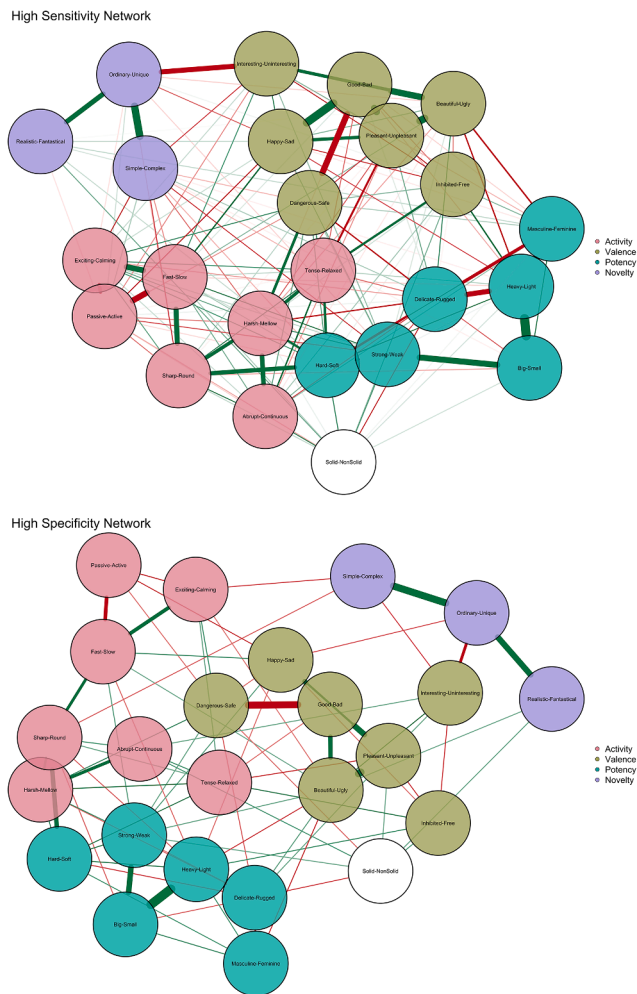 High Sensitivity Network
Ordinary-Unique
Interesting-Uninteresting
Good-Bad
Beautiful-Ugly
Realistic-Fantastical
Happy-Sad
Pleasant-Unpleasant
Simple-Complex
Inhibited-Free
Dangerous-Safe
Masculine-Feminine
Exciting-Calming
Fast-Slow
Tense-Relaxed
Heavy-Light
Delicate-Rugged
Passive-Active
Harsh-Mellow
Strong-Weak
Hard-Soft
Big-Small
Sharp-Round
Abrupt-Continuous
Solid-NonSolid
Activity
Valence
Potency
Novelty
High Specificity Network
Passive-Active
Simple-Complex
Exciting-Calming
Ordinary-Unique
Fast-Slow
Happy-Sad
Interesting-Uninteresting
Realistic-Fantastical
Dangerous-Safe
Good-Bad
Sharp-Round
Abrupt-Continuous
Pleasant-Unpleasant
Tense-Relaxed
Harsh-Mellow
Beautiful-Ugly
Inhibited-Free
Strong-Weak
Hard-Soft
Heavy-Light
Solid-NonSolid
Delicate-Rugged
Big-Small
Masculine-Feminine
Activity
Valence
Potency
Novelty